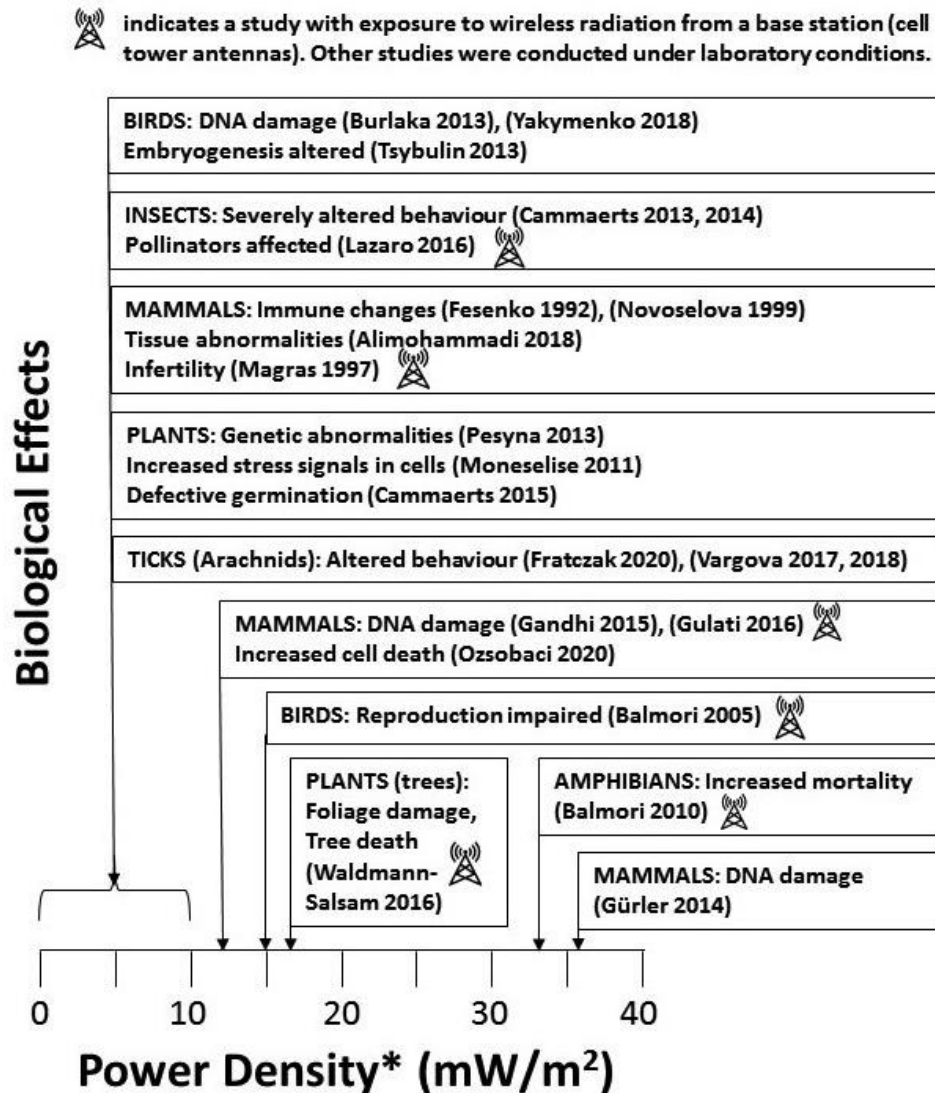 indicates a study with exposure to wireless radiation from a base station (cell
tower antennas). Other studies were conducted under laboratory conditions.
BIRDS: DNA damage (Burlaka 2013), (Yakymenko 2018)
Embryogenesis altered (Tsybulin 2013)
INSECTS: Severely altered behaviour (Cammaerts 2013, 2014)
Pollinators affected (Lazaro 2016)
MAMMALS: Immune changes (Fesenko 1992), (Novoselova 1999)
Tissue abnormalities (Alimohammadi 2018)
Infertility (Magras 1997)
PLANTS: Genetic abnormalities (Pesyna 2013)
Increased stress signals in cells (Moneselise 2011)
Defective germination (Cammaerts 2015)
TICKS (Arachnids): Altered behaviour (Fratczak 2020), (Vargova 2017, 2018)
MAMMALS: DNA damage (Gandhi 2015), (Gulati 2016)
Increased cell death (Ozsobaci 2020)
BIRDS: Reproduction impaired (Balmori 2005)
PLANTS (trees):
Foliage damage,
Tree death
(Waldmann-
Salsam 2016)
AMPHIBIANS: Increased mortality
(Balmori 2010)
MAMMALS: DNA damage
(Gürler 2014)
Biological Effects
0 10 20 30 40
Power Density* (mW/m²)